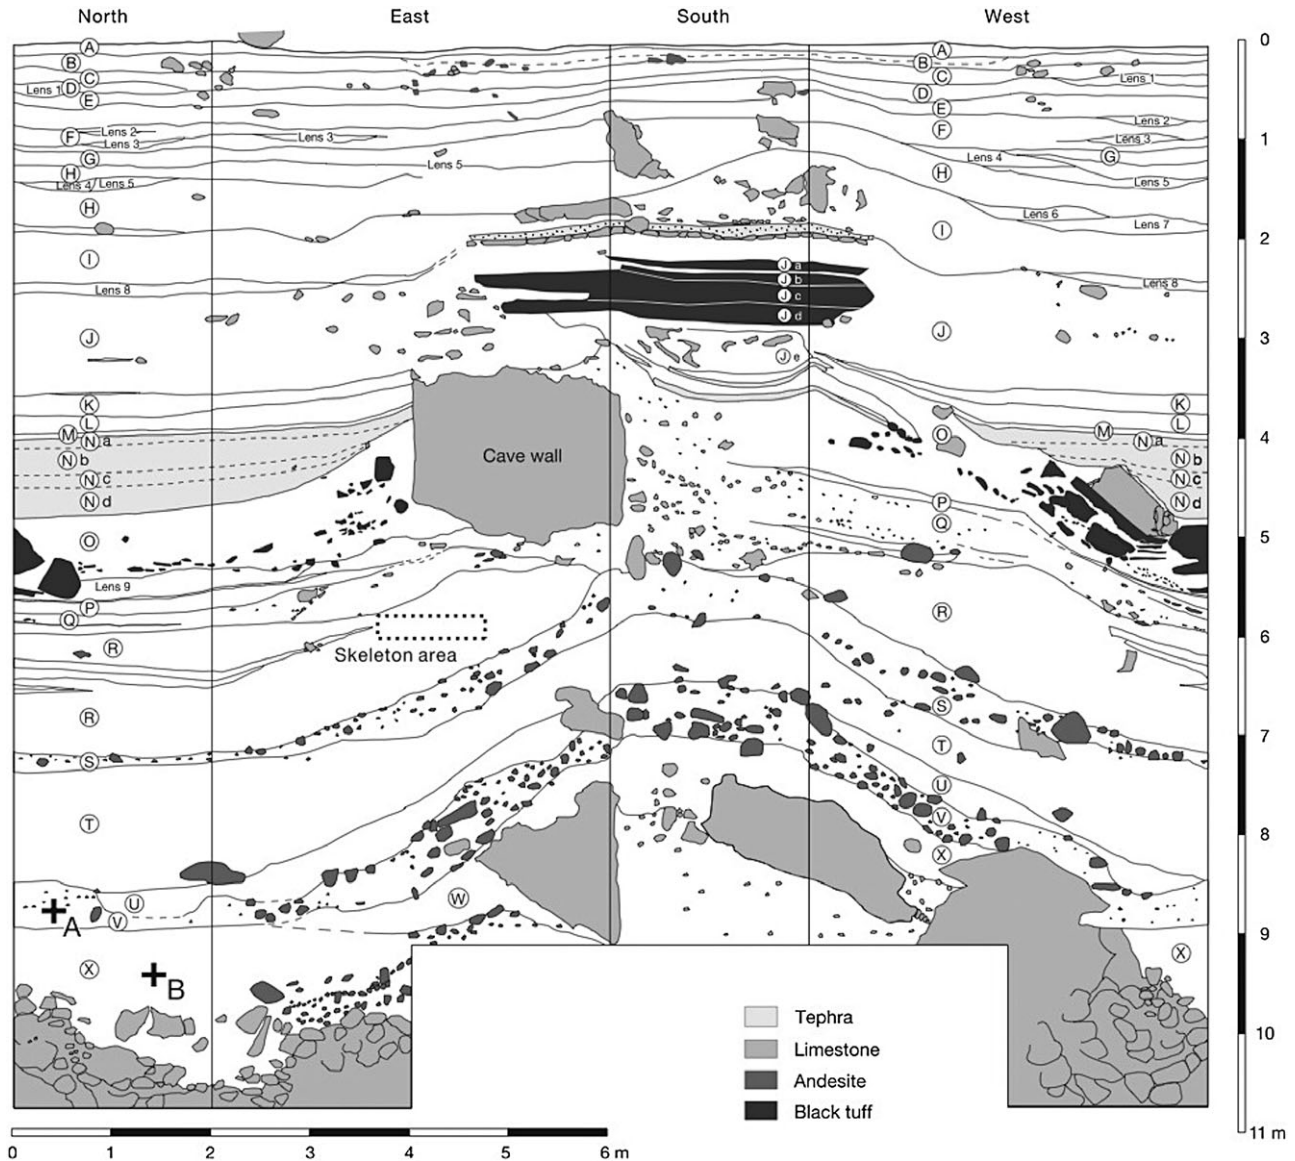 North East South West
A A 0
B B
C C
Lens 1 D Lens 1
E D
E
F Lens 2 F Lens 2
Lens 3 Lens 3 Lens 3 1
G Lens 5 Lens 4 G
H H
Lens 4/Lens 5 Lens 5
H Lens 6
Lens 7
I I 2
J a
J b
Lens 8 J c Lens 8
J d
J J 3
J e
K K
L L
M N a O M N a 4
N b Cave wall N b
N c N c
N d P N d
Q
O 5
Lens 9
P
Q R
R 6
Skeleton area
R S
S T 7
U
T V 8
X
U W
A V 9
X B X
Tephra
Limestone 10
Andesite
Black tuff
11 m
0 1 2 3 4 5 6 m